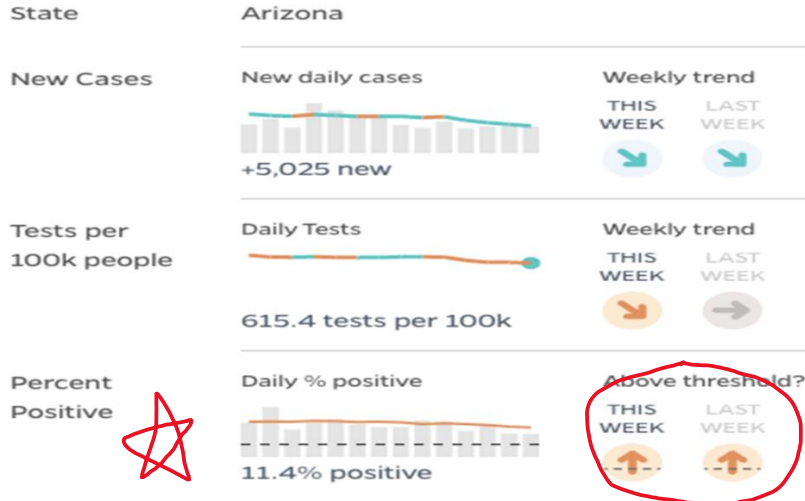 State
Arizona
New Cases
New daily cases
+5,025 new
Weekly trend
THIS WEEK
LAST WEEK
Tests per
100k people
Daily Tests
615.4 tests per 100k
Weekly trend
THIS WEEK
LAST WEEK
Percent
Positive
Daily % positive
11.4% positive
Above threshold?
THIS WEEK
LAST WEEK